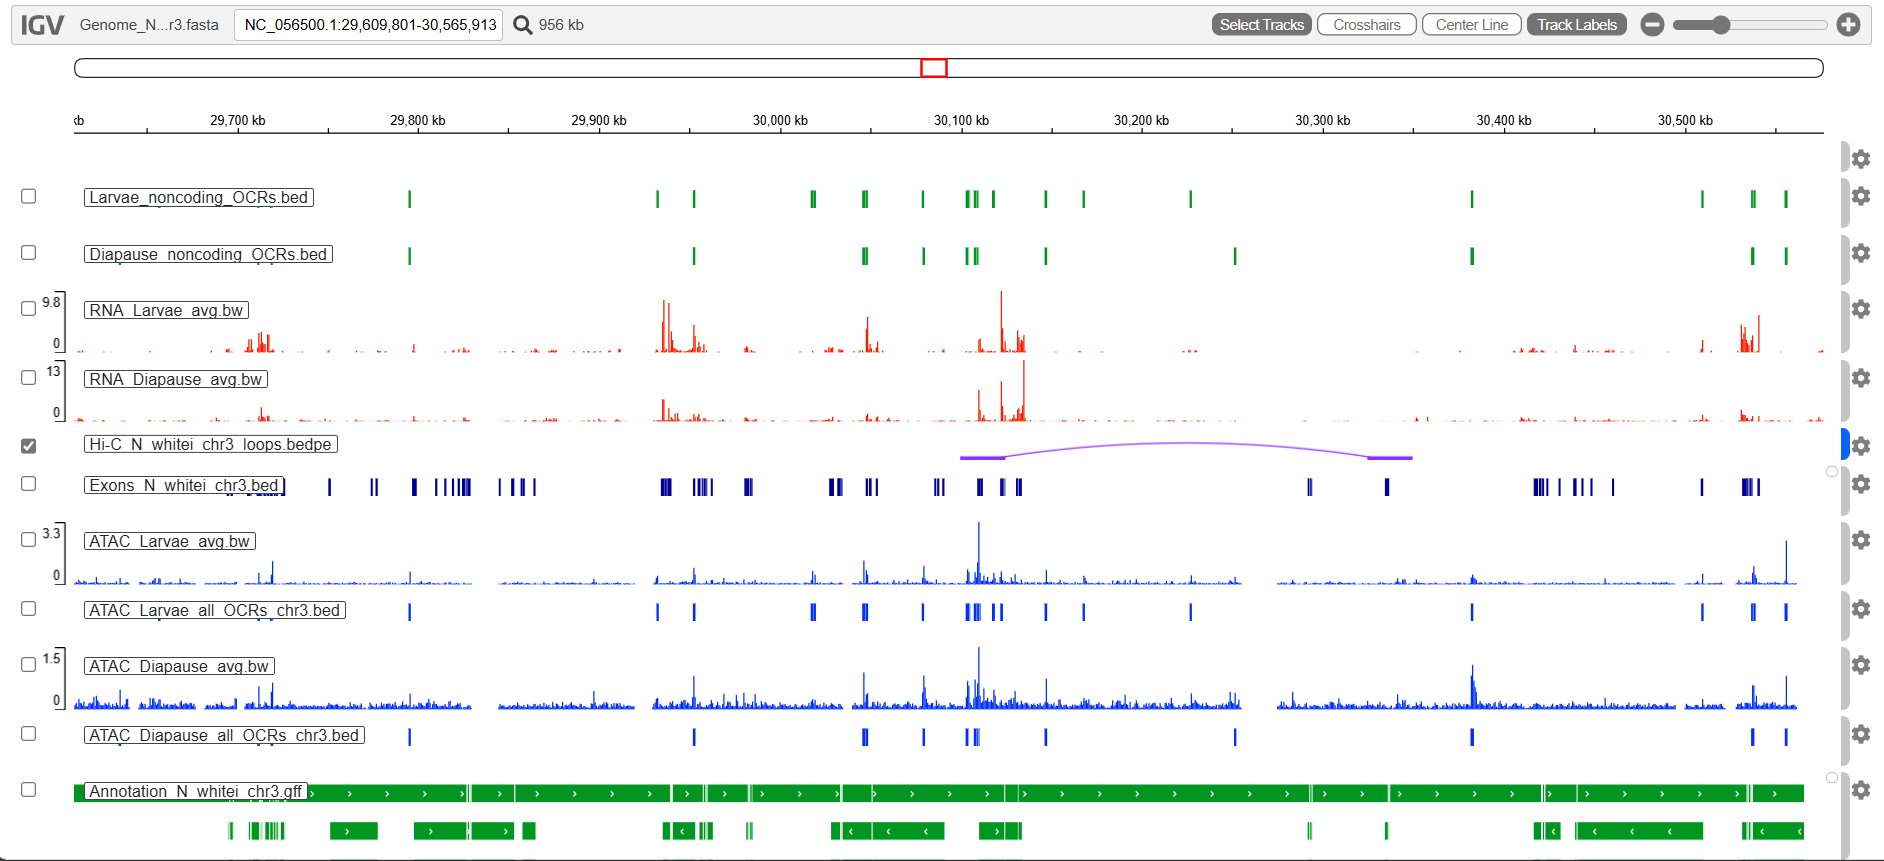 IGV Genome_N...r3.fasta NC_056500.1:29,609,801-30,565,913 956 kb Select Tracks Crosshairs Center Line Track Labels
kb 29,700 kb 29,800 kb 29,900 kb 30,000 kb 30,100 kb 30,200 kb 30,300 kb 30,400 kb 30,500 kb
Larvae_noncoding_OCRs.bed
Diapause_noncoding_OCRs.bed
9.8
RNA_Larvae_avg.bw
0
13
RNA_Diapause_avg.bw
0
Hi-C_N_whitei_chr3_loops.bedpe
Exons_N_whitei_chr3.bed
3.3
ATAC_Larvae_avg.bw
0
ATAC_Larvae_all_OCRs_chr3.bed
1.5
ATAC_Diapause_avg.bw
0
ATAC_Diapause_all_OCRs_chr3.bed
Annotation_N_whitei_chr3.gff